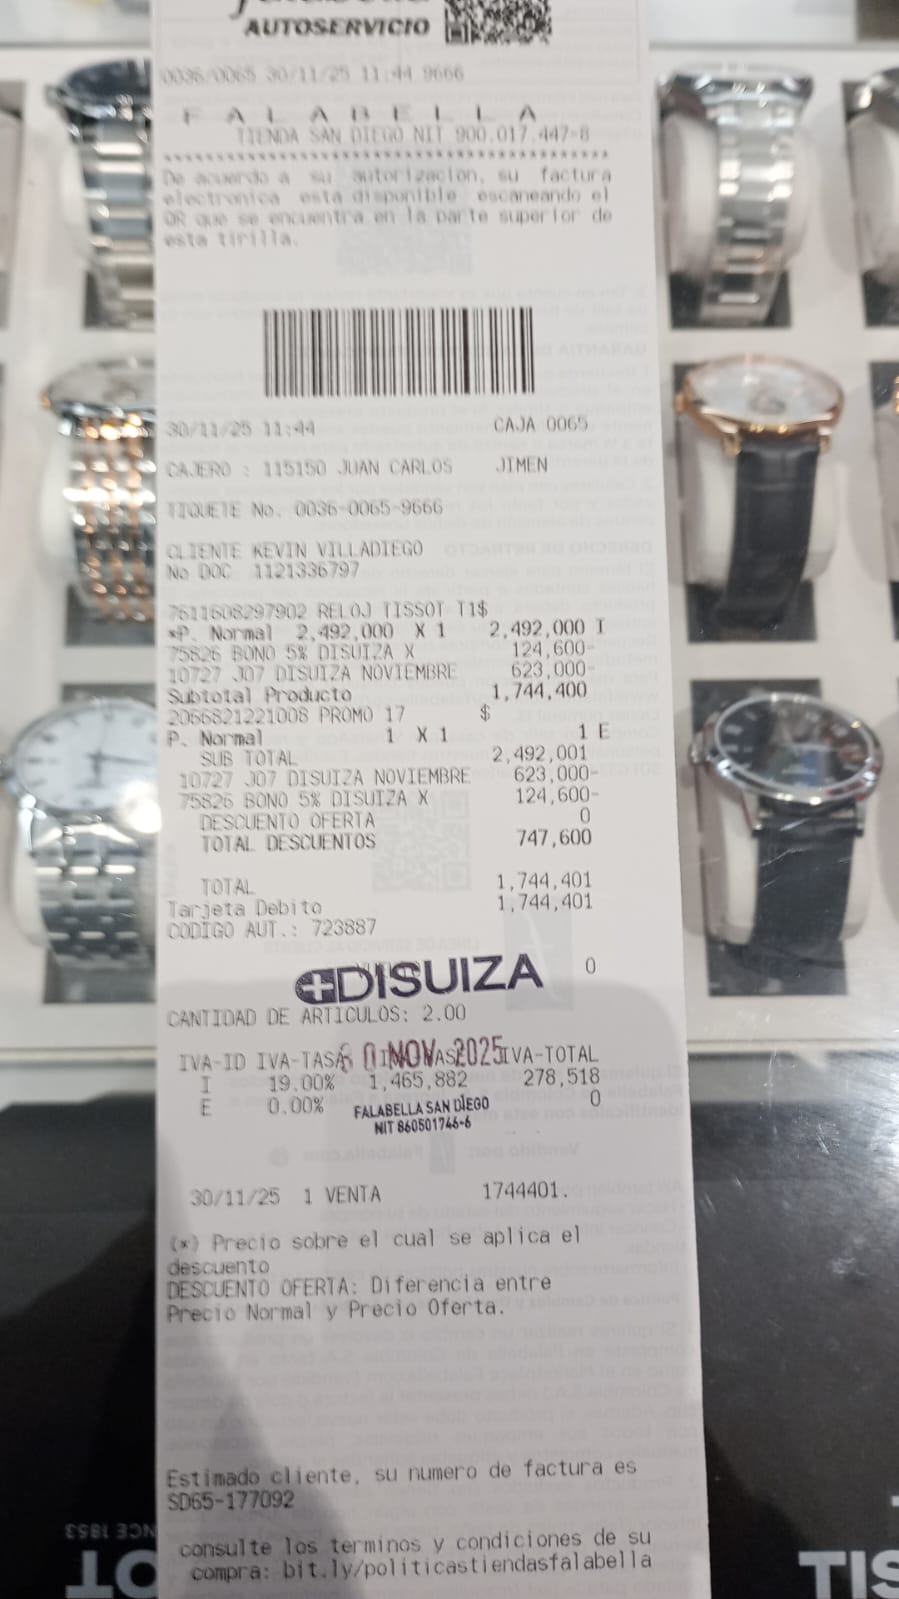 AUTOSERVICIO
0036/0065 30/11/25 11:44 9666
F A L A B E L L A
TIENDA SAN DIEGO NIT 900.017.447-8
De acuerdo a su autorizacion, su factura
electronica esta disponible escaneando el
QR que se encuentra en la parte superior de
esta tirilla.
30/11/25 11:44 CAJA 0065
CAJERO : 115150 JUAN CARLOS JIMEN
TIQUETE No. 0036-0065-9666
CLIENTE KEVIN VILLADIEGO
No DOC 1121336797
7611608297902 RELOJ TISSOT T1$
*P. Normal 2,492,000 X 1 2,492,000 I
75826 BONO 5% DISUIZA X 124,600-
10727 J07 DISUIZA NOVIEMBRE 623,000-
Subtotal Producto 1,744,400
2066821221008 PROMO 17 $
P. Normal 1 X 1 1 E
SUB TOTAL 2,492,001
10727 J07 DISUIZA NOVIEMBRE 623,000-
75826 BONO 5% DISUIZA X 124,600-
DESCUENTO OFERTA 0
TOTAL DESCUENTOS 747,600
TOTAL 1,744,401
Tarjeta Debito 1,744,401
CODIGO AUT.: 723887
DISUIZA 0
CANTIDAD DE ARTICULOS: 2.00
IVA-ID IVA-TASA NOV 2025 IVA-TOTAL
I 19.00% 1,465,882 278,518
E 0.00% 0
FALABELLA SAN DIEGO
NIT 860501746-6
30/11/25 1 VENTA 1744401.
(*) Precio sobre el cual se aplica el
descuento
DESCUENTO OFERTA: Diferencia entre
Precio Normal y Precio Oferta.
Estimado cliente, su numero de factura es
SD65-177092
consulte los terminos y condiciones de su
compra: bit.ly/politicastiendasfalabella
TIS